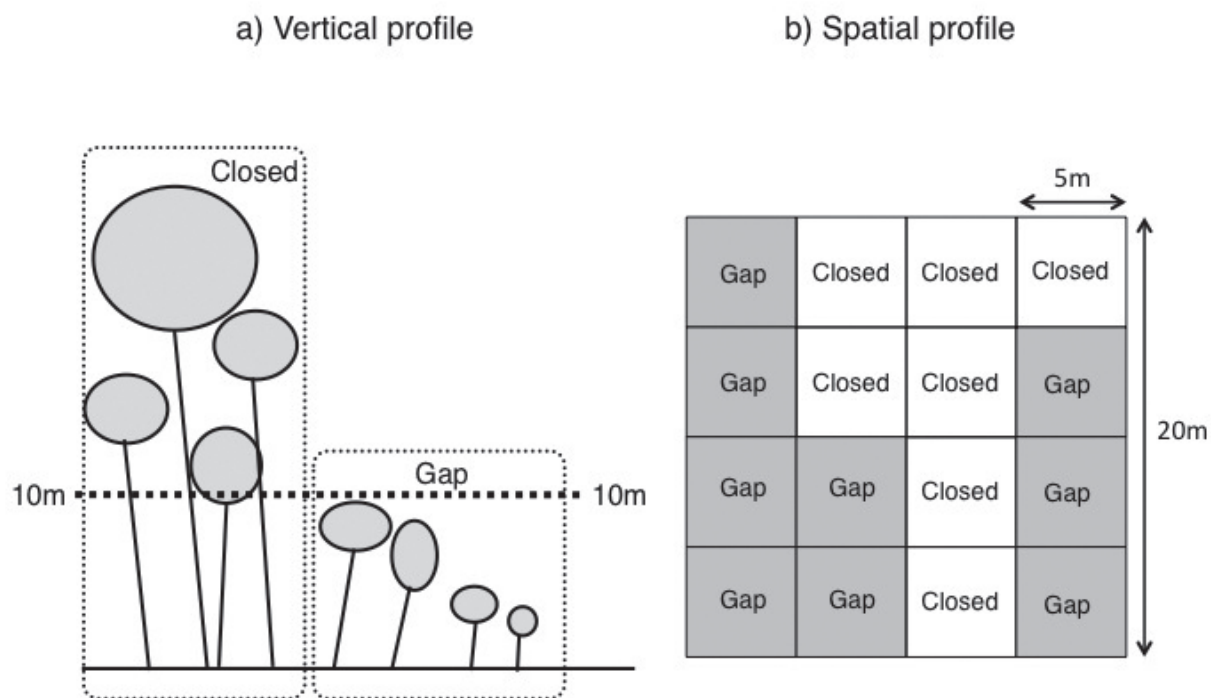 a) Vertical profile
b) Spatial profile
Closed
Gap
10m
10m
5m
20m
Gap Closed Closed Closed
Gap Closed Closed Gap
Gap Gap Closed Gap
Gap Gap Closed Gap